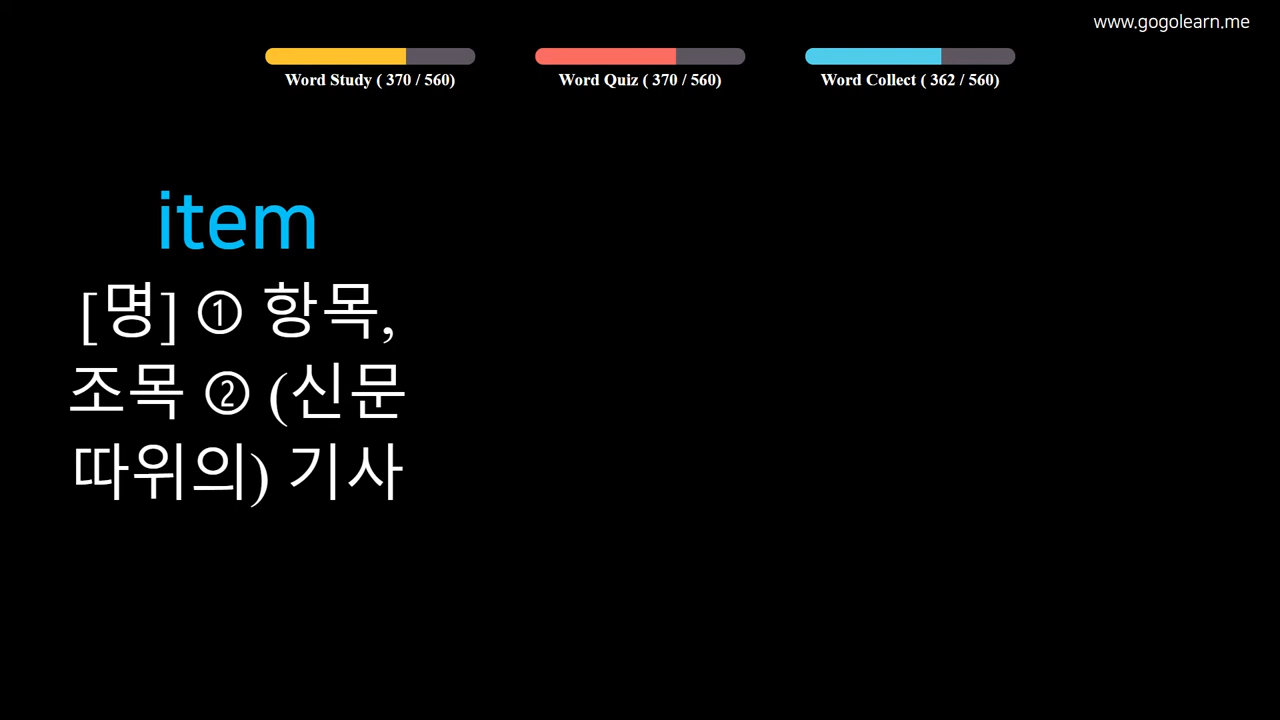 www.gogolearn.me
Word Study ( 370 / 560)
Word Quiz ( 370 / 560)
Word Collect ( 362 / 560)
item
[명] ① 항목,
조목 ② (신문
따위의) 기사